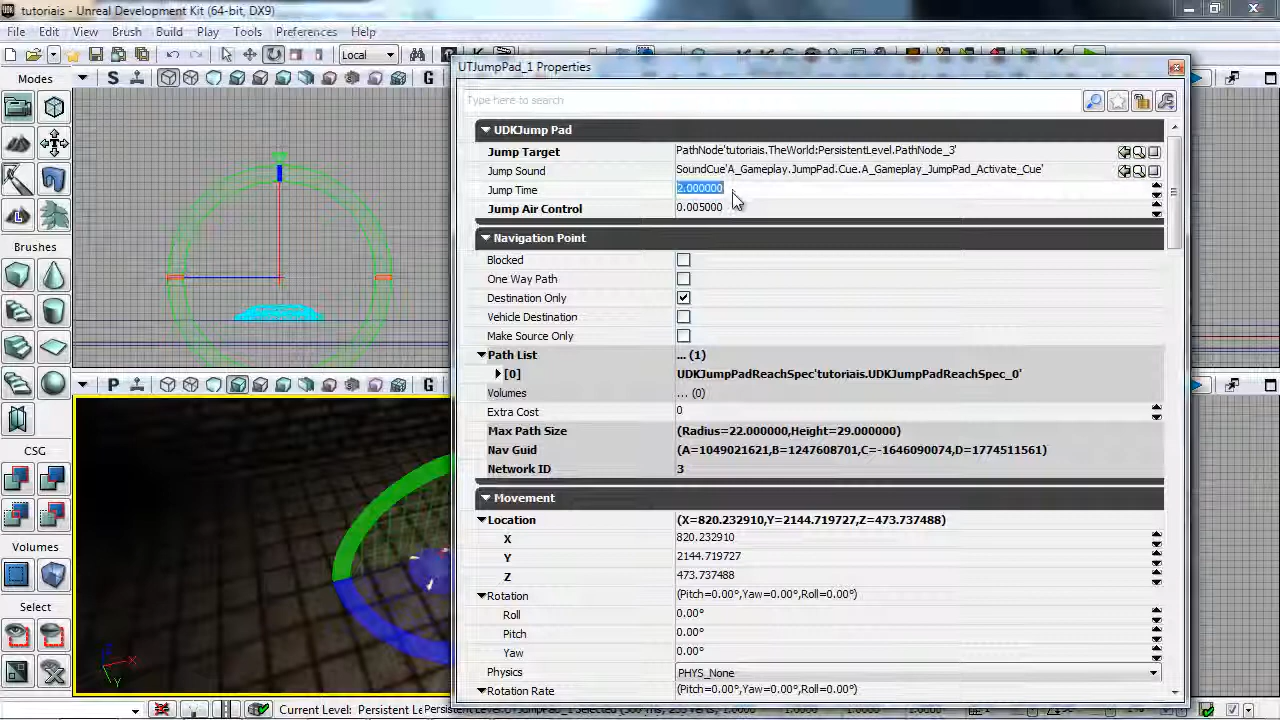 tutoriais - Unreal Development Kit (64-bit, DX9)
File Edit View Brush Build Play Tools Preferences Help
Local
UTJumpPad_1 Properties
Modes
S
G
Type here to search
UDKJump Pad
Jump Target PathNode'tutoriais.TheWorld:PersistentLevel.PathNode_3'
Jump Sound SoundCue'A_Gameplay.JumpPad.Cue.A_Gameplay_JumpPad_Activate_Cue'
Jump Time 2.000000
Jump Air Control 0.005000
Navigation Point
Brushes
Blocked
One Way Path
Destination Only
Vehicle Destination
Make Source Only
Path List ... (1)
[0] UDKJumpPadReachSpec'tutoriais.UDKJumpPadReachSpec_0'
P
G
Volumes ... (0)
Extra Cost 0
Max Path Size (Radius=22.000000,Height=29.000000)
CSG
Nav Guid (A=1049021621,B=1247608701,C=-1646090074,D=1774511561)
Network ID 3
Movement
Location (X=820.232910,Y=2144.719727,Z=473.737488)
X 820.232910
Volumes
Y 2144.719727
Z 473.737488
Rotation (Pitch=0.00°,Yaw=0.00°,Roll=0.00°)
Select
Roll 0.00°
Pitch 0.00°
Yaw 0.00°
Z
X
Y
Physics PHYS_None
Rotation Rate (Pitch=0.00°,Yaw=0.00°,Roll=0.00°)
Current Level: Persistent Le